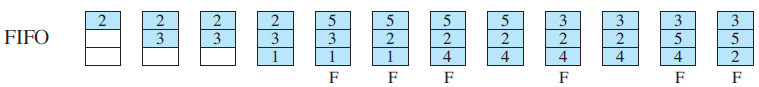 2 2 2 2 5 5 5 5 3 3 3 3
FIFO 3 3 3 3 2 2 2 2 2 5 5
1 1 1 4 4 4 4 4 2
F F F F F F